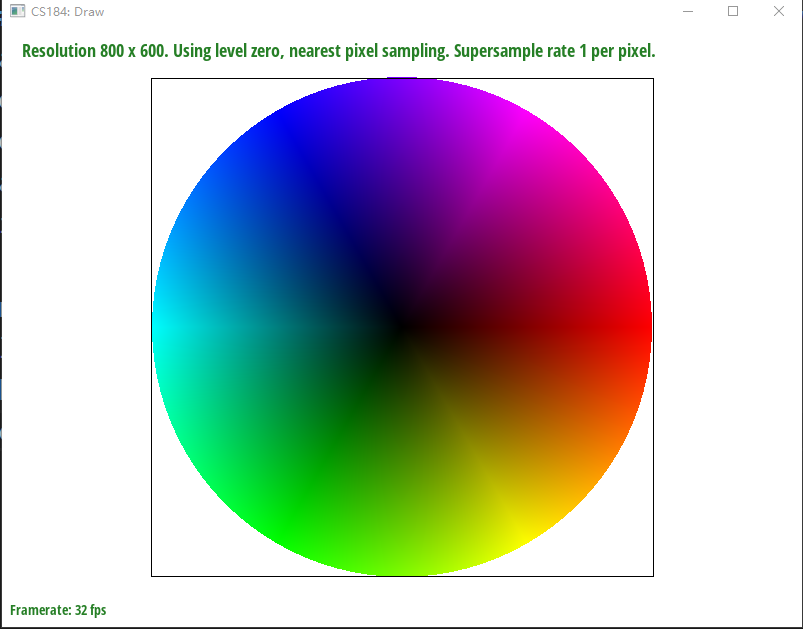 CS184: Draw
Resolution 800 x 600. Using level zero, nearest pixel sampling. Supersample rate 1 per pixel.
Framerate: 32 fps